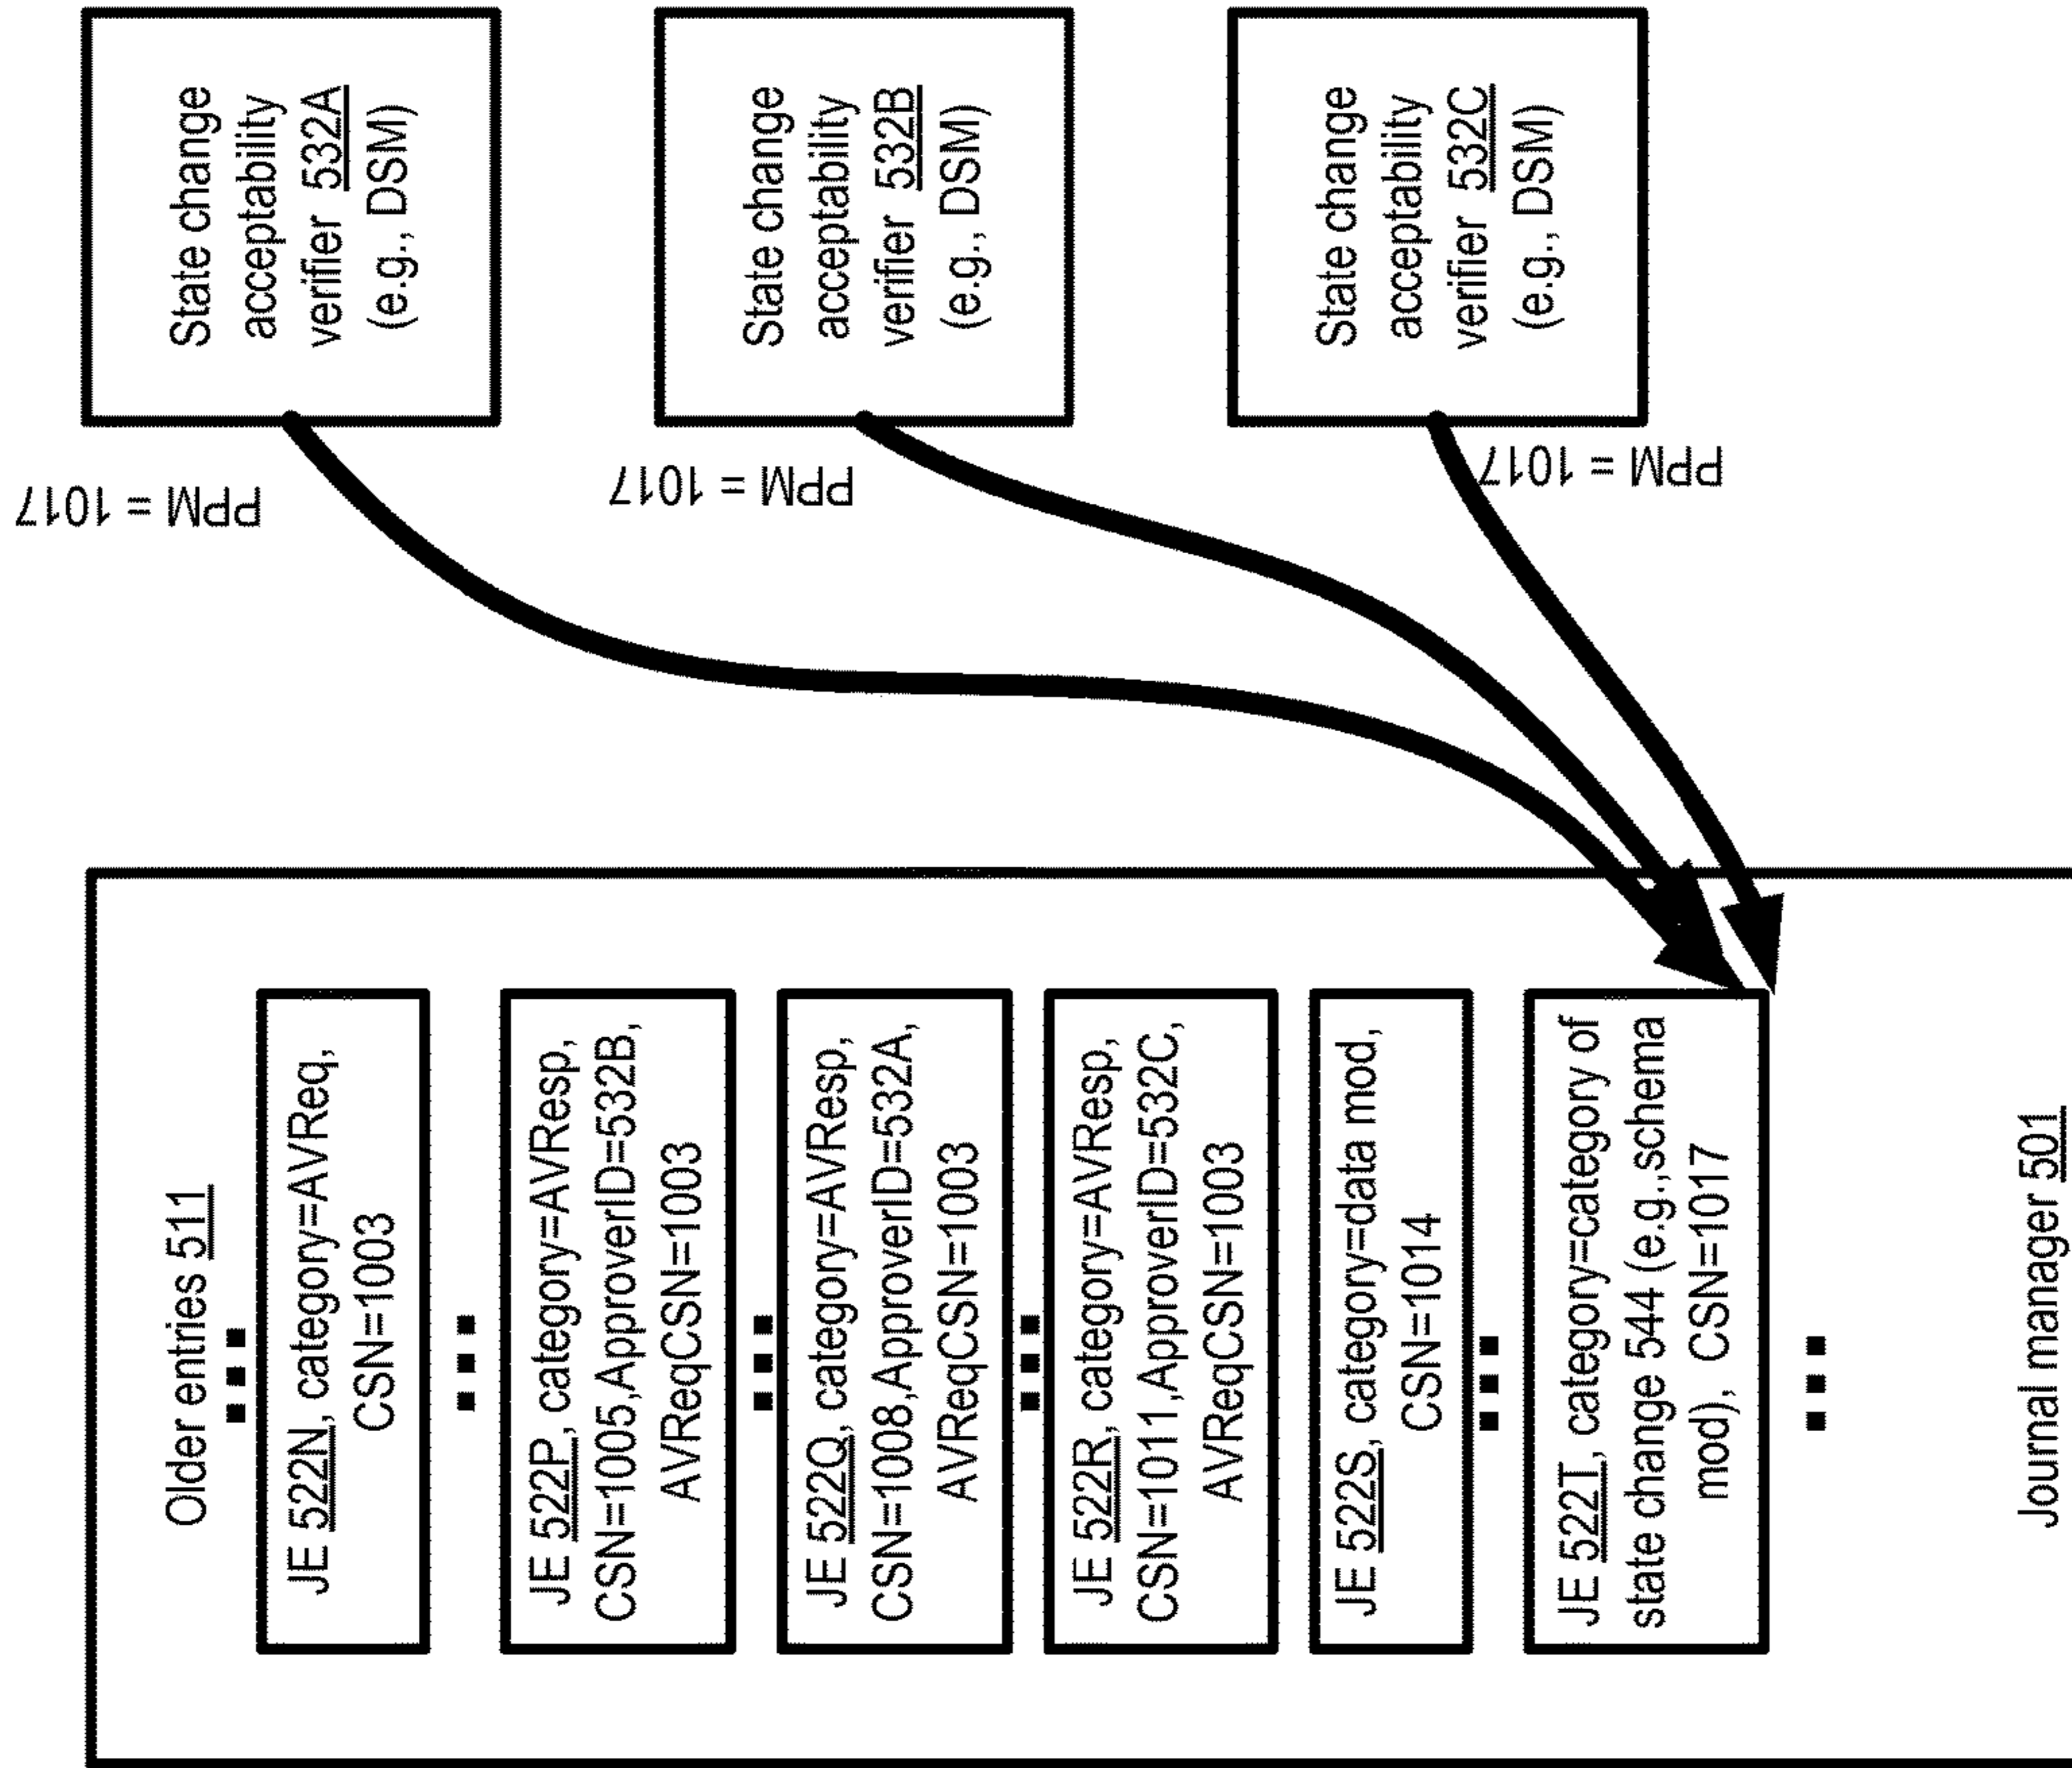 Older entries 511
JE 522N, category=AVReq,
CSN=1003
JE 522P, category=AVResp,
CSN=1005,ApproverID=532B,
AVReqCSN=1003
JE 522Q, category=AVResp,
CSN=1008,ApproverID=532A,
AVReqCSN=1003
JE 522R, category=AVResp,
CSN=1011,ApproverID=532C,
AVReqCSN=1003
JE 522S, category=data mod,
CSN=1014
JE 522T, category=category of
state change 544 (e.g.,schema
mod), CSN=1017
Journal manager 501
PPM = 1017
State change
acceptability
verifier 532A
(e.g., DSM)
PPM = 1017
State change
acceptability
verifier 532B
(e.g., DSM)
PPM = 1017
State change
acceptability
verifier 532C
(e.g., DSM)